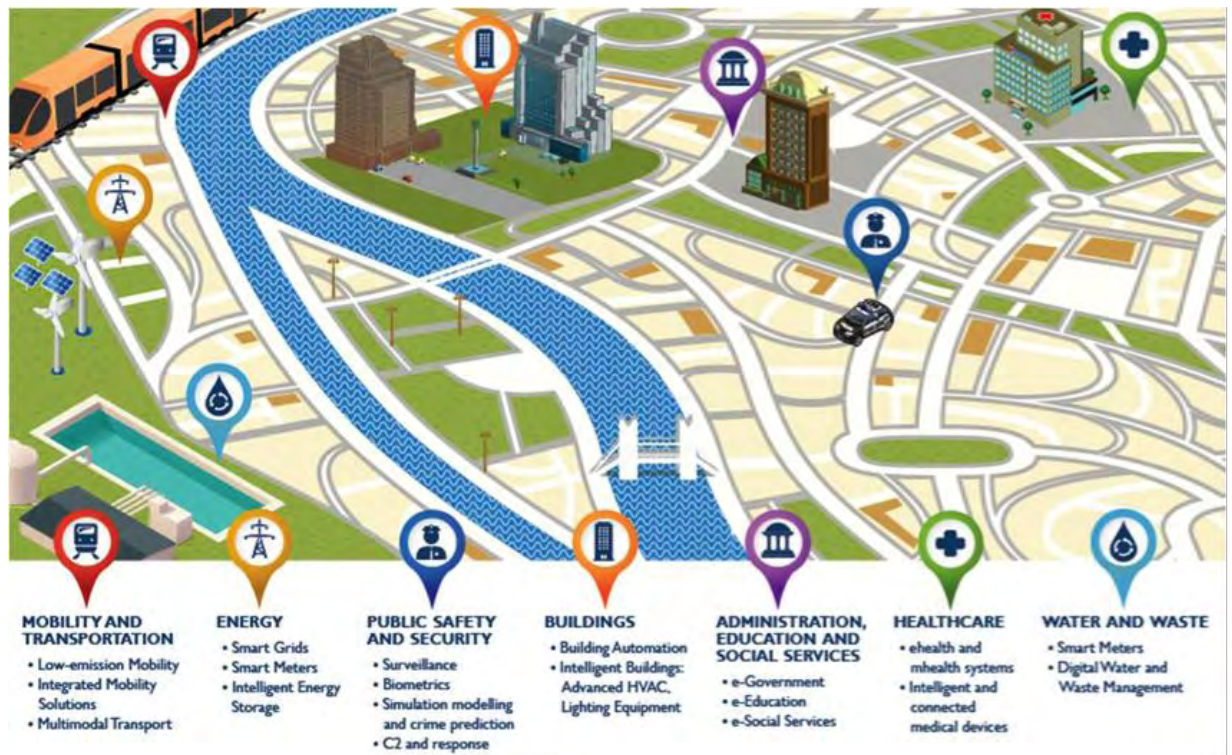 MOBILITY AND
TRANSPORTATION
• Low-emission Mobility
• Integrated Mobility
Solutions
• Multimodal Transport
ENERGY
• Smart Grids
• Smart Meters
• Intelligent Energy
Storage
PUBLIC SAFETY
AND SECURITY
• Surveillance
• Biometrics
• Simulation modelling
and crime prediction
• C2 and response
BUILDINGS
• Building Automation
• Intelligent Buildings:
Advanced HVAC,
Lighting Equipment
ADMINISTRATION,
EDUCATION AND
SOCIAL SERVICES
• e-Government
• e-Education
• e-Social Services
HEALTHCARE
• ehealth and
mhealth systems
• Intelligent and
connected
medical devices
WATER AND WASTE
• Smart Meters
• Digital Water and
Waste Management